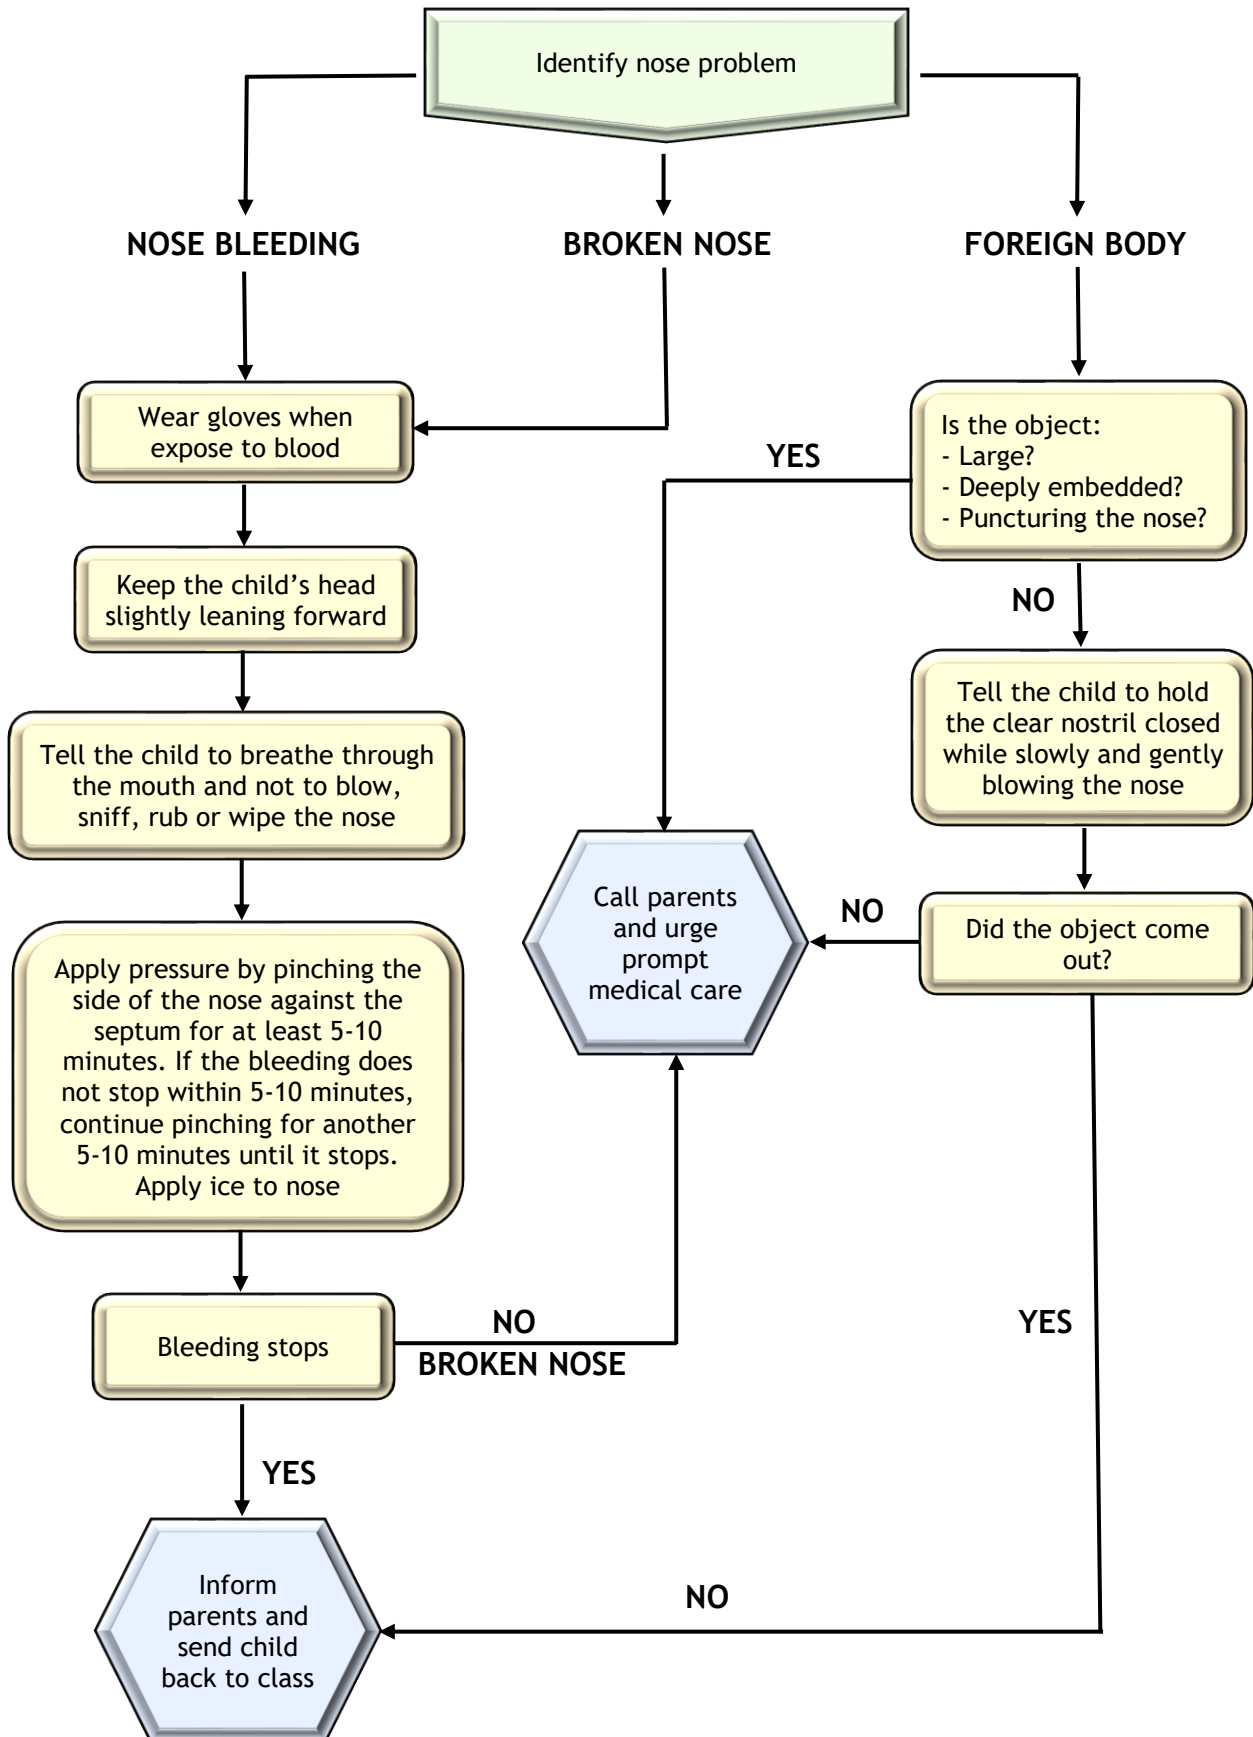 Identify nose problem
NOSE BLEEDING
BROKEN NOSE
FOREIGN BODY
Wear gloves when
expose to blood
YES
Is the object:
- Large?
- Deeply embedded?
- Puncturing the nose?
Keep the child’s head
slightly leaning forward
NO
Tell the child to hold
the clear nostril closed
while slowly and gently
blowing the nose
Tell the child to breathe through
the mouth and not to blow,
sniff, rub or wipe the nose
Call parents
and urge
prompt
medical care
NO
Did the object come
out?
Apply pressure by pinching the
side of the nose against the
septum for at least 5-10
minutes. If the bleeding does
not stop within 5-10 minutes,
continue pinching for another
5-10 minutes until it stops.
Apply ice to nose
Bleeding stops
NO
BROKEN NOSE
YES
YES
Inform
parents and
send child
back to class
NO